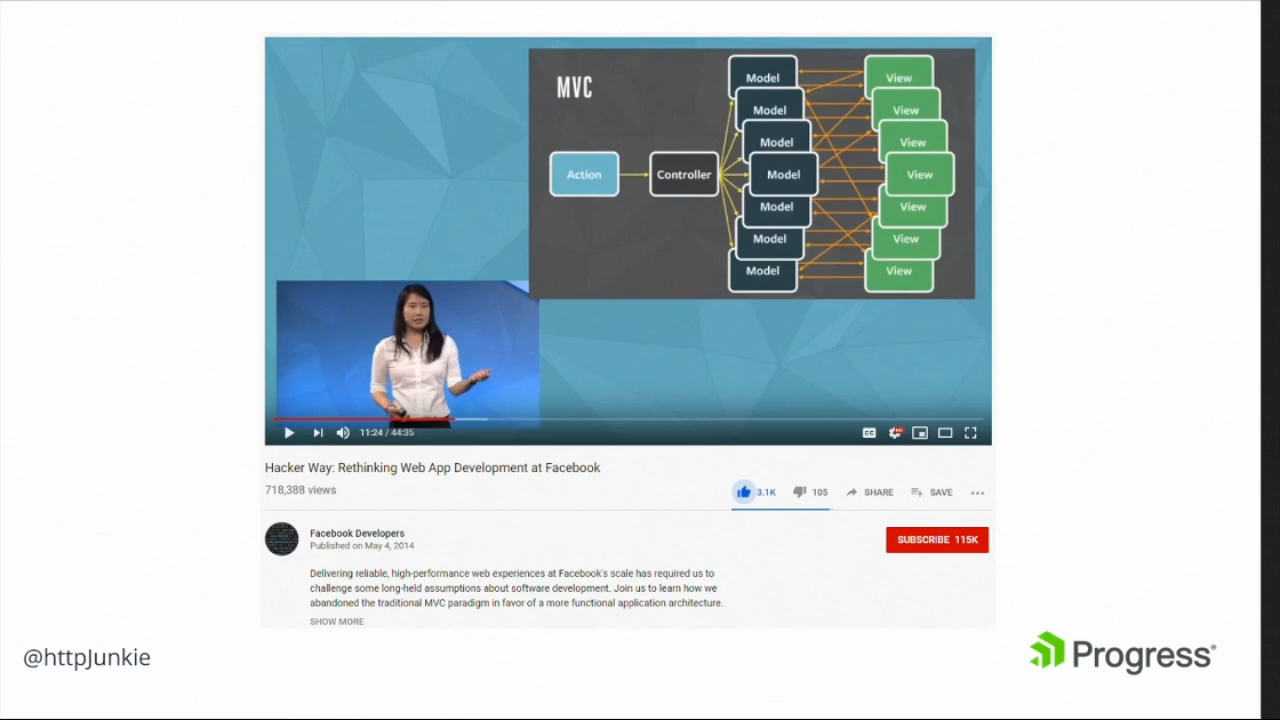 MVC
Action
Controller
Model
Model
Model
Model
Model
Model
Model
View
View
View
View
View
View
View
11:24 / 44:35
CC
HD
Hacker Way: Rethinking Web App Development at Facebook
718,388 views
3.1K
105
SHARE
SAVE
Facebook Developers
Published on May 4, 2014
SUBSCRIBE 115K
Delivering reliable, high-performance web experiences at Facebook's scale has required us to
challenge some long-held assumptions about software development. Join us to learn how we
abandoned the traditional MVC paradigm in favor of a more functional application architecture.
SHOW MORE
@httpJunkie
Progress®